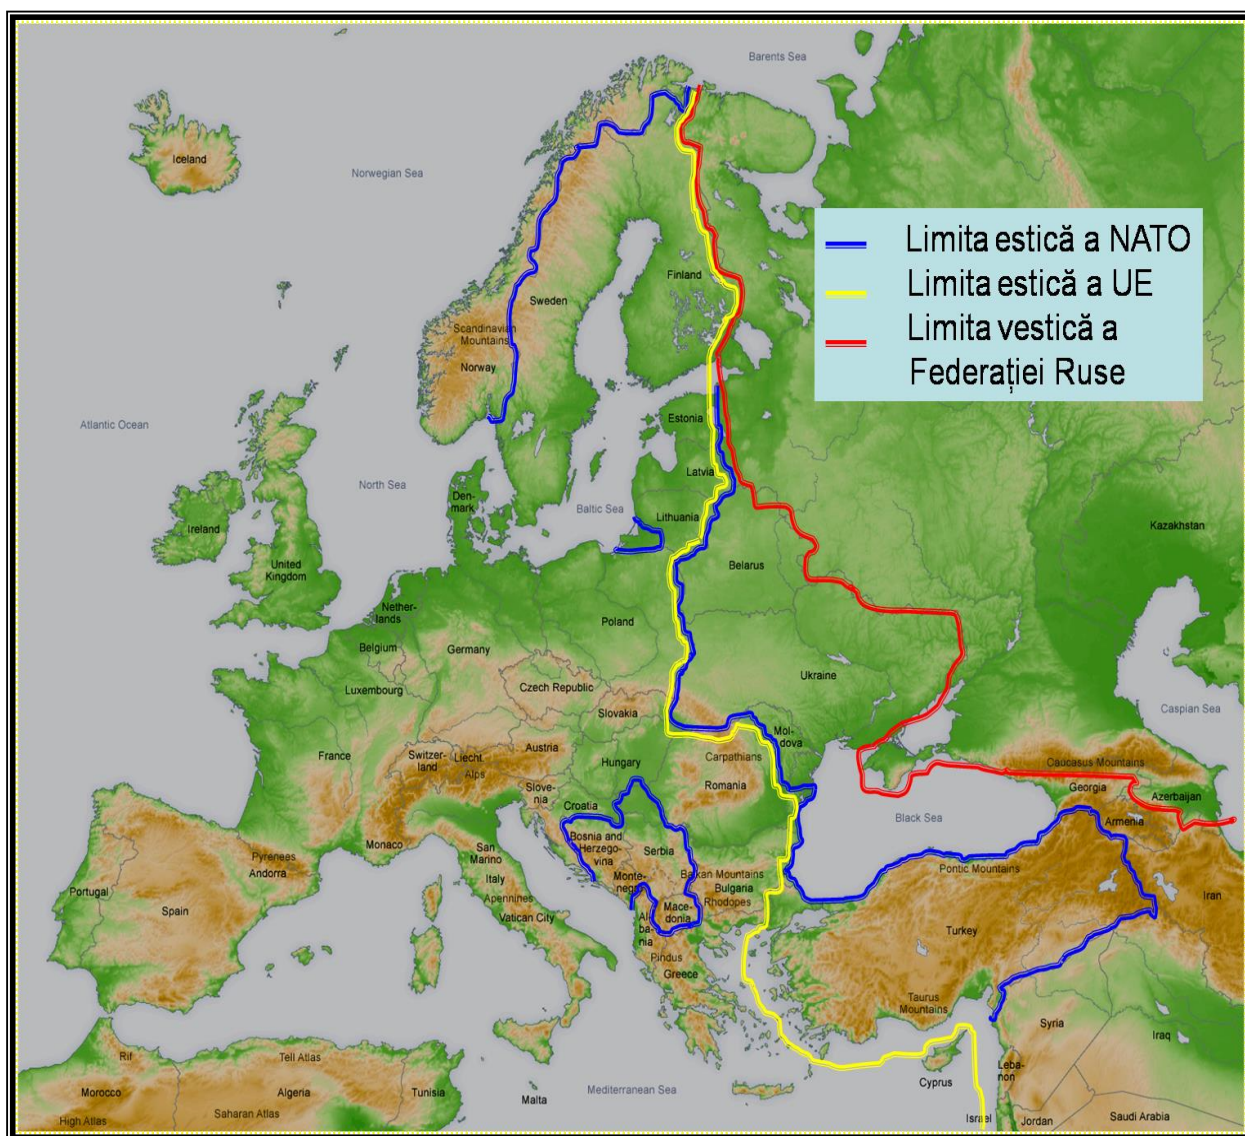 Barents Sea
Iceland
Norwegian Sea
Limita estică a NATO
Limita estică a UE
Limita vestică a
Federației Ruse
Finland
Sweden
Scandinavian
Mountains
Norway
Atlantic Ocean
Estonia
Latvia
North Sea
Den-
mark
Baltic Sea
Lithuania
Ireland
Kazakhstan
United
Kingdom
Belarus
Nether-
lands
Poland
Belgium
Germany
Ukraine
Luxembourg
Czech Republic
Slovakia
Caspian Sea
Mol-
dova
France
Switzer-
land
Liecht.
Austria
Alps
Hungary
Carpathians
Romania
Caucasus Mountains
Georgia
Azerbaijan
Slove-
nia
Croatia
Black Sea
Armenia
Bosnia and
Herzego-
vina
Serbia
Monaco
San
Marino
Pyrenees
Andorra
Italy
Apennines
Monte-
negro
Balkan Mountains
Bulgaria
Rhodopes
Pontic Mountains
Portugal
Spain
Vatican City
Mace-
donia
Al-
ba-
nia
Iran
Turkey
Pindus
Greece
Taurus
Mountains
Syria
Iraq
Rif
Tell Atlas
Morocco
Algeria
Tunisia
Malta
Mediterranean Sea
Cyprus
Leba-
non
High Atlas
Saharan Atlas
Israel
Jordan
Saudi Arabia